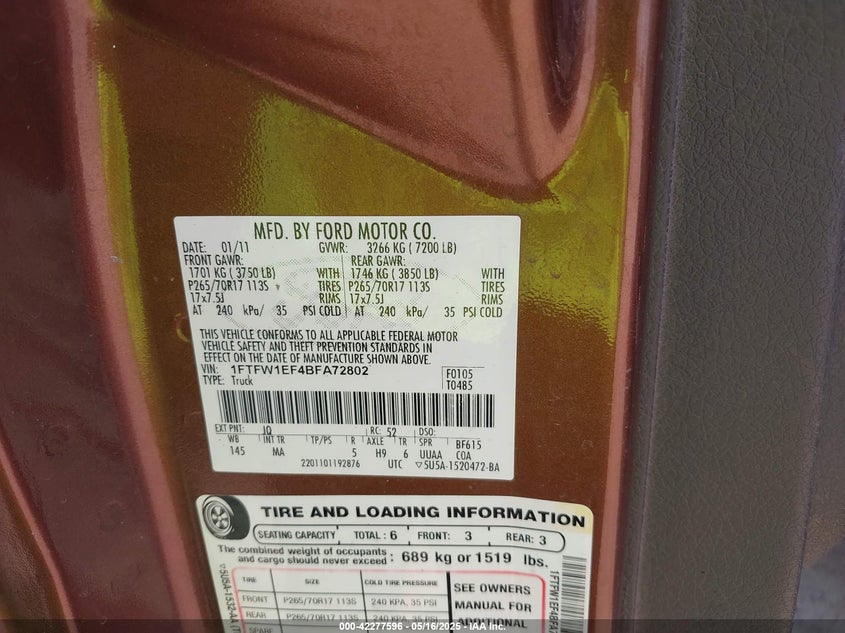 MFD. BY FORD MOTOR CO.
DATE: 01/11 GVWR: 3266 KG ( 7200 LB)
FRONT GAWR: REAR GAWR:
1701 KG ( 3750 LB) WITH 1746 KG ( 3850 LB) WITH
P265/70R17 113S TIRES P265/70R17 113S TIRES
17x7.5J RIMS 17x7.5J RIMS
AT 240 kPa/ 35 PSI COLD AT 240 kPa/ 35 PSI COLD
THIS VEHICLE CONFORMS TO ALL APPLICABLE FEDERAL MOTOR
VEHICLE SAFETY AND THEFT PREVENTION STANDARDS IN
EFFECT ON THE DATE OF MANUFACTURE SHOWN ABOVE.
VIN: 1FTFW1EF4BFA72802 F0105
TYPE: Truck T0485
EXT PNT: JQ RC: 52 DSO:
WB INT TR TP/PS R AXLE TR SPR BF615
145 MA 5 H9 6 UUAA COA
2201101192876 UTC ▽5U5A-1520472-BA
TIRE AND LOADING INFORMATION
SEATING CAPACITY TOTAL : 6 FRONT: 3 REAR: 3
The combined weight of occupants
and cargo should never exceed : 689 kg or 1519 lbs.
TIRE SIZE COLD TIRE PRESSURE
FRONT P265/70R17 113S 240 KPA, 35 PSI
REAR P265/70R17 113S 240 KPA, 35 PSI
SPARE
SEE OWNERS
MANUAL FOR
ADDITIONAL
000-42277596 - 05/16/2025 - IAA Inc.